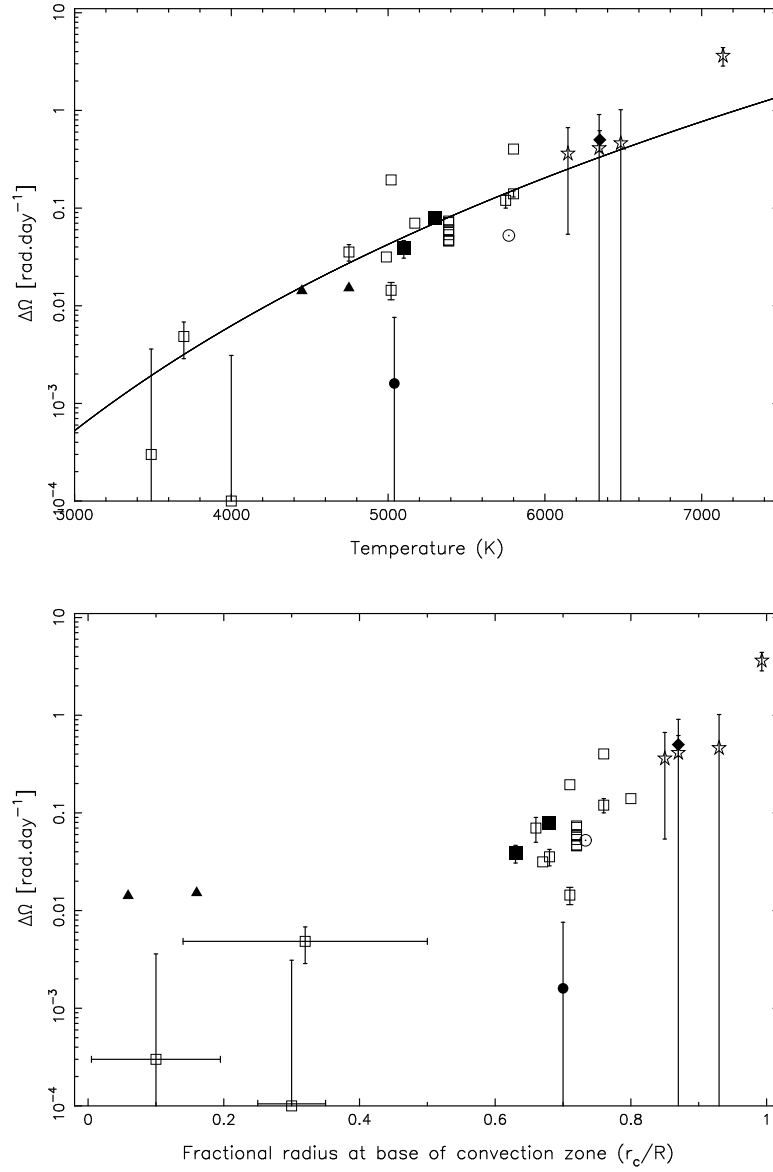 10
1
0.1
0.01
10⁻³
10⁻⁴
ΔΩ [rad.day⁻¹]
3000 4000 5000 6000 7000
Temperature (K)
10
1
0.1
0.01
10⁻³
10⁻⁴
ΔΩ [rad.day⁻¹]
0 0.2 0.4 0.6 0.8 1
Fractional radius at base of convection zone (r_c/R)